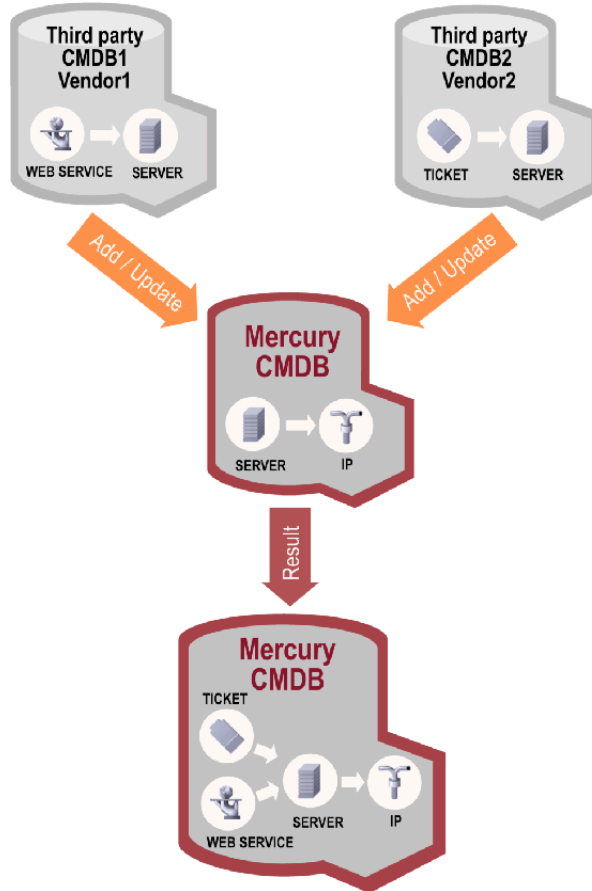 Third party
CMDB1
Vendor1
WEB SERVICE
SERVER
Third party
CMDB2
Vendor2
TICKET
SERVER
Add / Update
Add / Update
Mercury
CMDB
SERVER
IP
Result
Mercury
CMDB
TICKET
SERVER
IP
WEB SERVICE